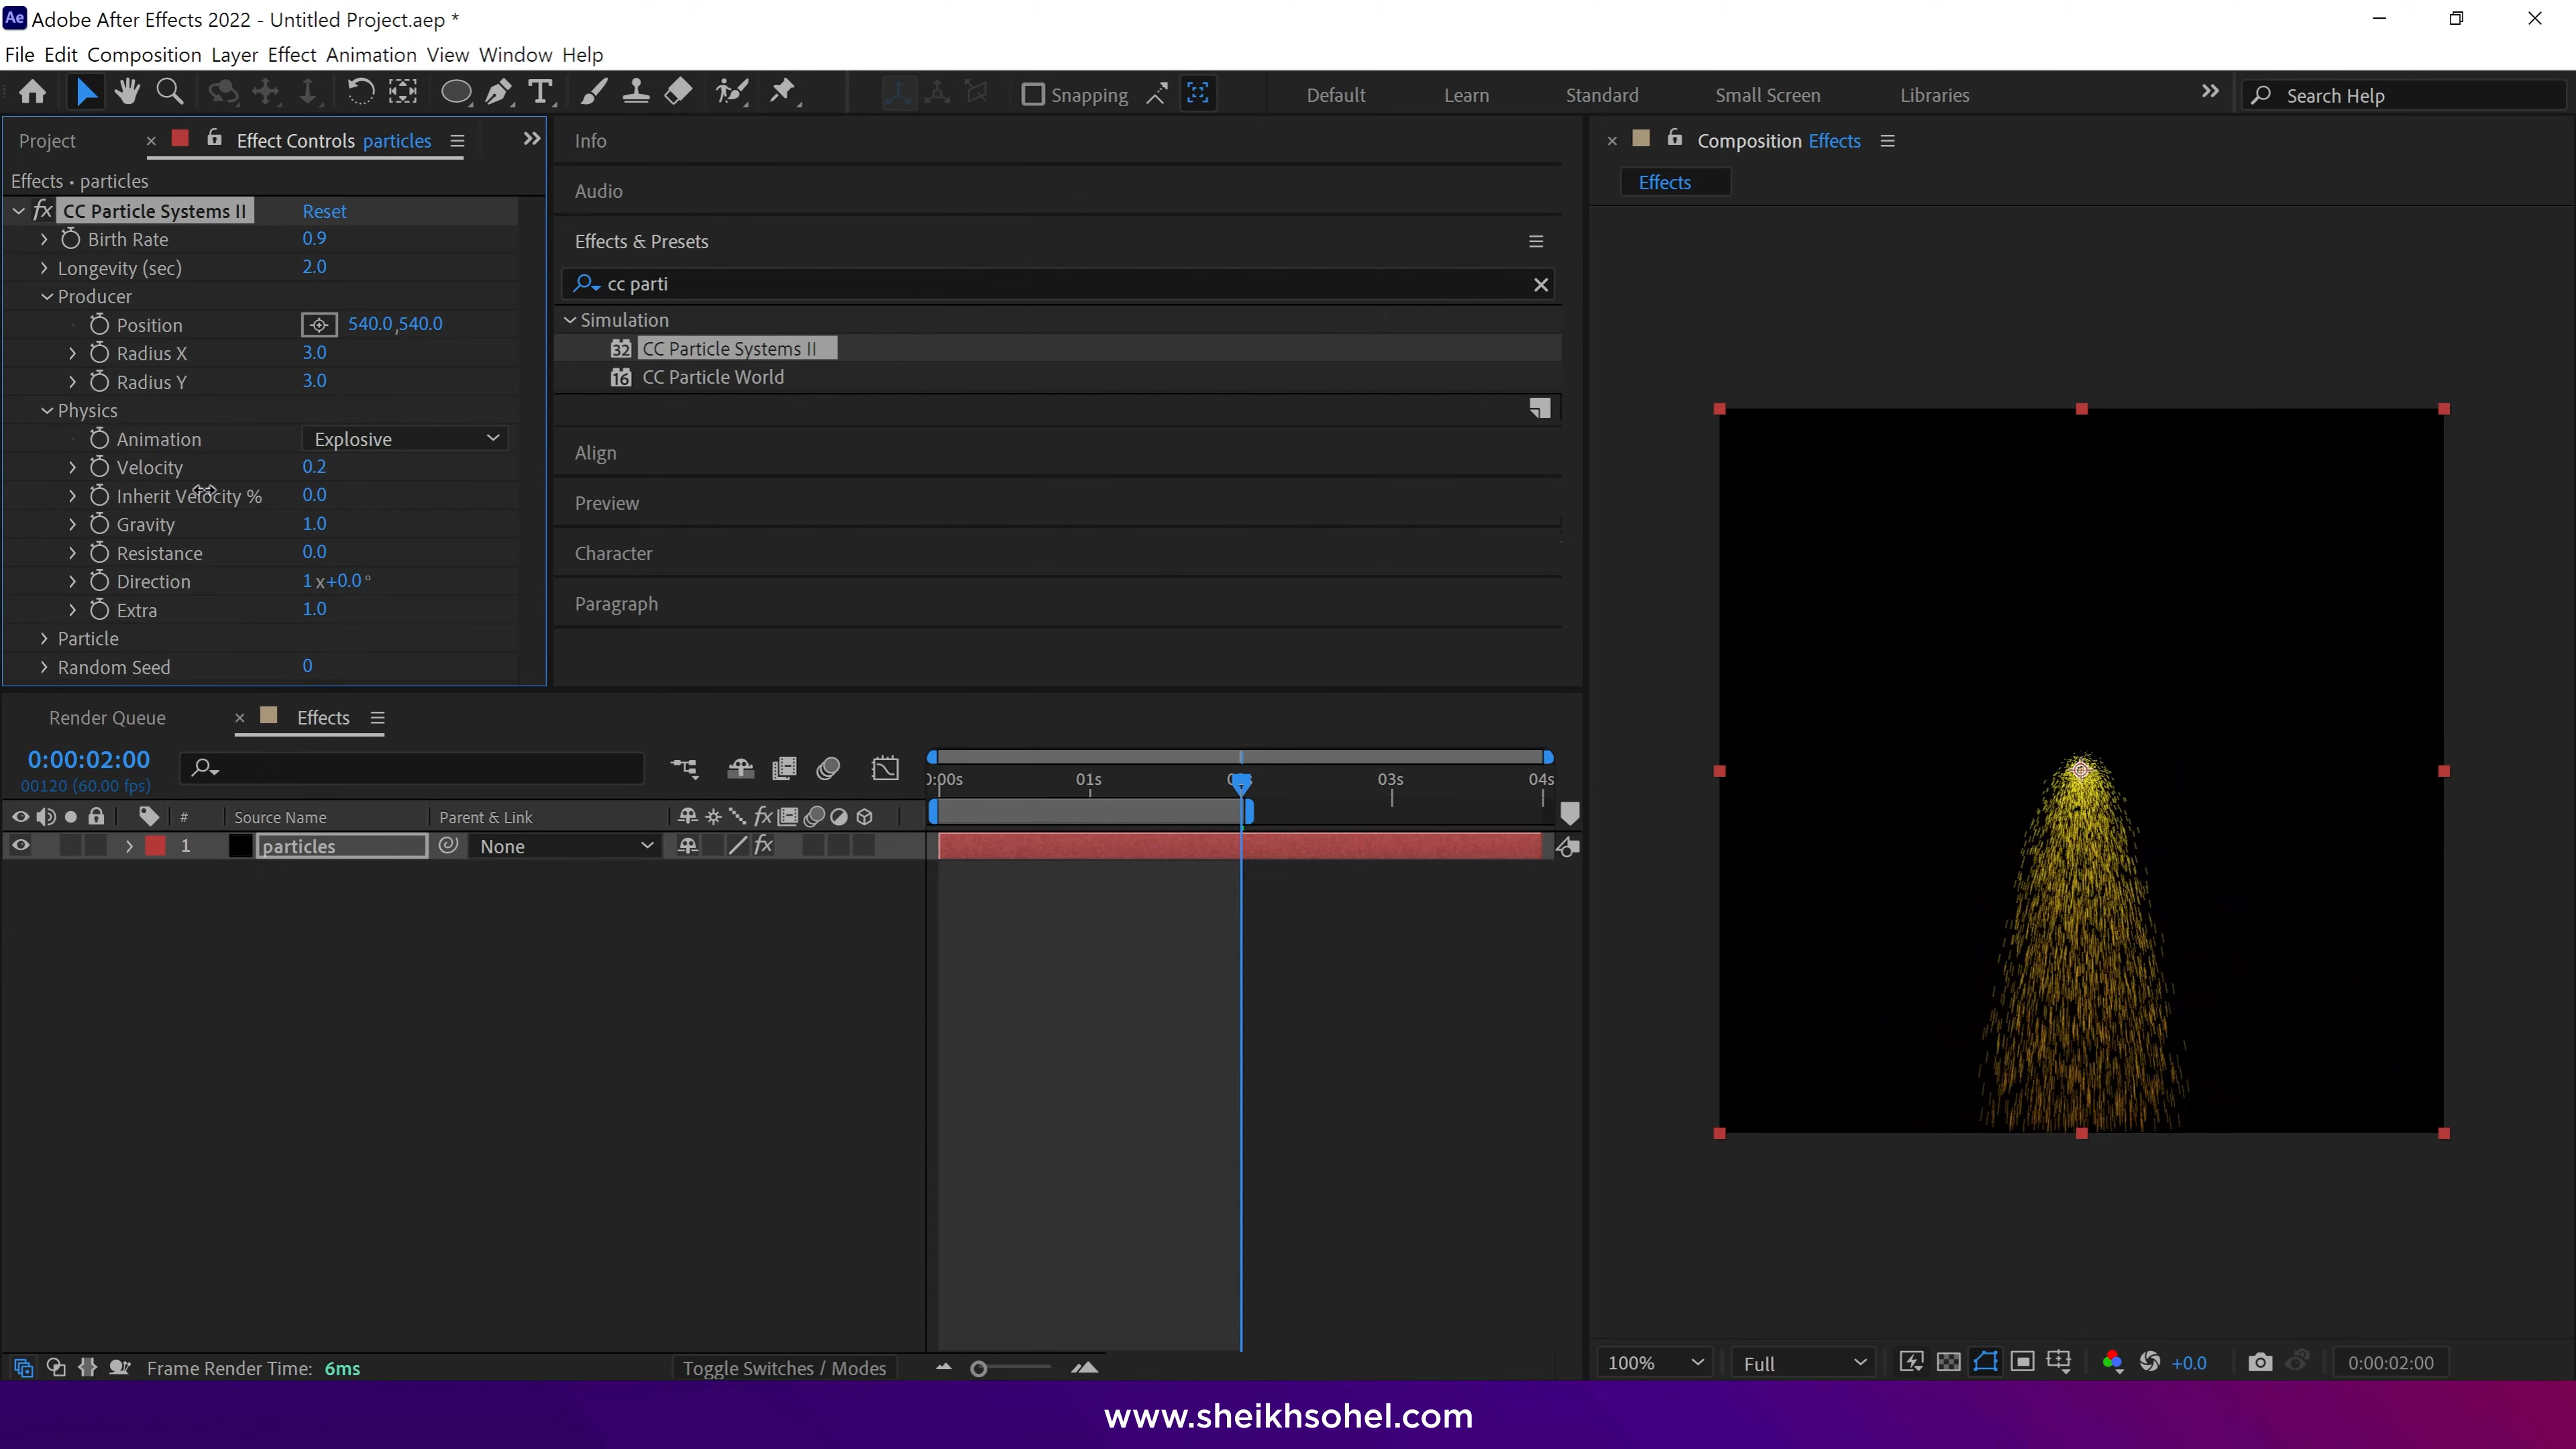 Ae Adobe After Effects 2022 - Untitled Project.aep *
File Edit Composition Layer Effect Animation View Window Help
Snapping Default Learn Standard Small Screen Libraries Search Help
Project
Effect Controls particles
Effects • particles
fx CC Particle Systems II Reset
Birth Rate 0.9
Longevity (sec) 2.0
Producer
Position 540.0,540.0
Radius X 3.0
Radius Y 3.0
Physics
Animation Explosive
Velocity 0.2
Inherit Velocity % 0.0
Gravity 1.0
Resistance 0.0
Direction 1x+0.0°
Extra 1.0
Particle
Random Seed 0
Info
Audio
Effects & Presets
cc parti
Simulation
32 CC Particle Systems II
16 CC Particle World
Align
Preview
Character
Paragraph
Composition Effects
Effects
Render Queue
Effects
0:00:02:00
00120 (60.00 fps)
# Source Name Parent & Link fx
1 particles None fx
0:00s 01s 03s 04s
Frame Render Time: 6ms
Toggle Switches / Modes
100% Full +0.0 0:00:02:00
www.sheikhsohel.com